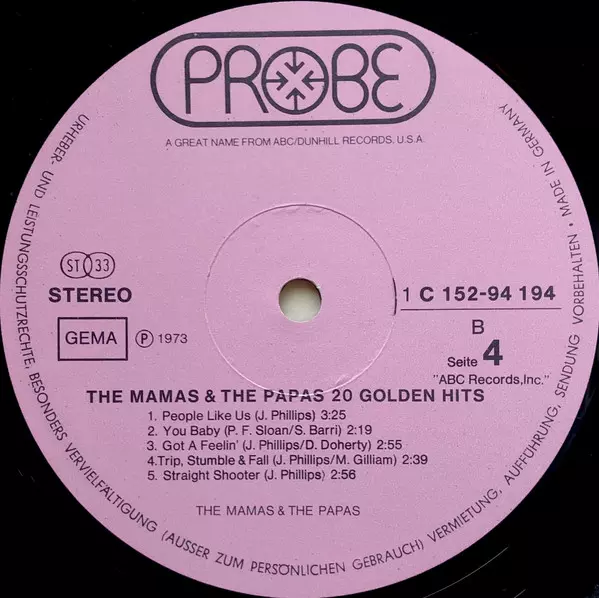 PROBE
A GREAT NAME FROM ABC/DUNHILL RECORDS. U.S.A.
ST 33
STEREO
GEMA
Ⓟ 1973
1 C 152-94 194
B
Seite 4
"ABC Records,Inc."
THE MAMAS & THE PAPAS 20 GOLDEN HITS
1. People Like Us (J. Phillips) 3:25
2. You Baby (P. F. Sloan/S. Barri) 2:19
3. Got A Feelin' (J. Phillips/D. Doherty) 2:55
4.Trip, Stumble & Fall (J. Phillips/M. Gilliam) 2:39
5. Straight Shooter (J. Phillips) 2:56
THE MAMAS & THE PAPAS
URHEBER- UND LEISTUNGSSCHUTZRECHTE, BESONDERS VERVIELFÄLTIGUNG (AUSSER ZUM PERSÖNLICHEN GEBRAUCH) VERMIETUNG, AUFFÜHRUNG, SENDUNG VORBEHALTEN • MADE IN GERMANY